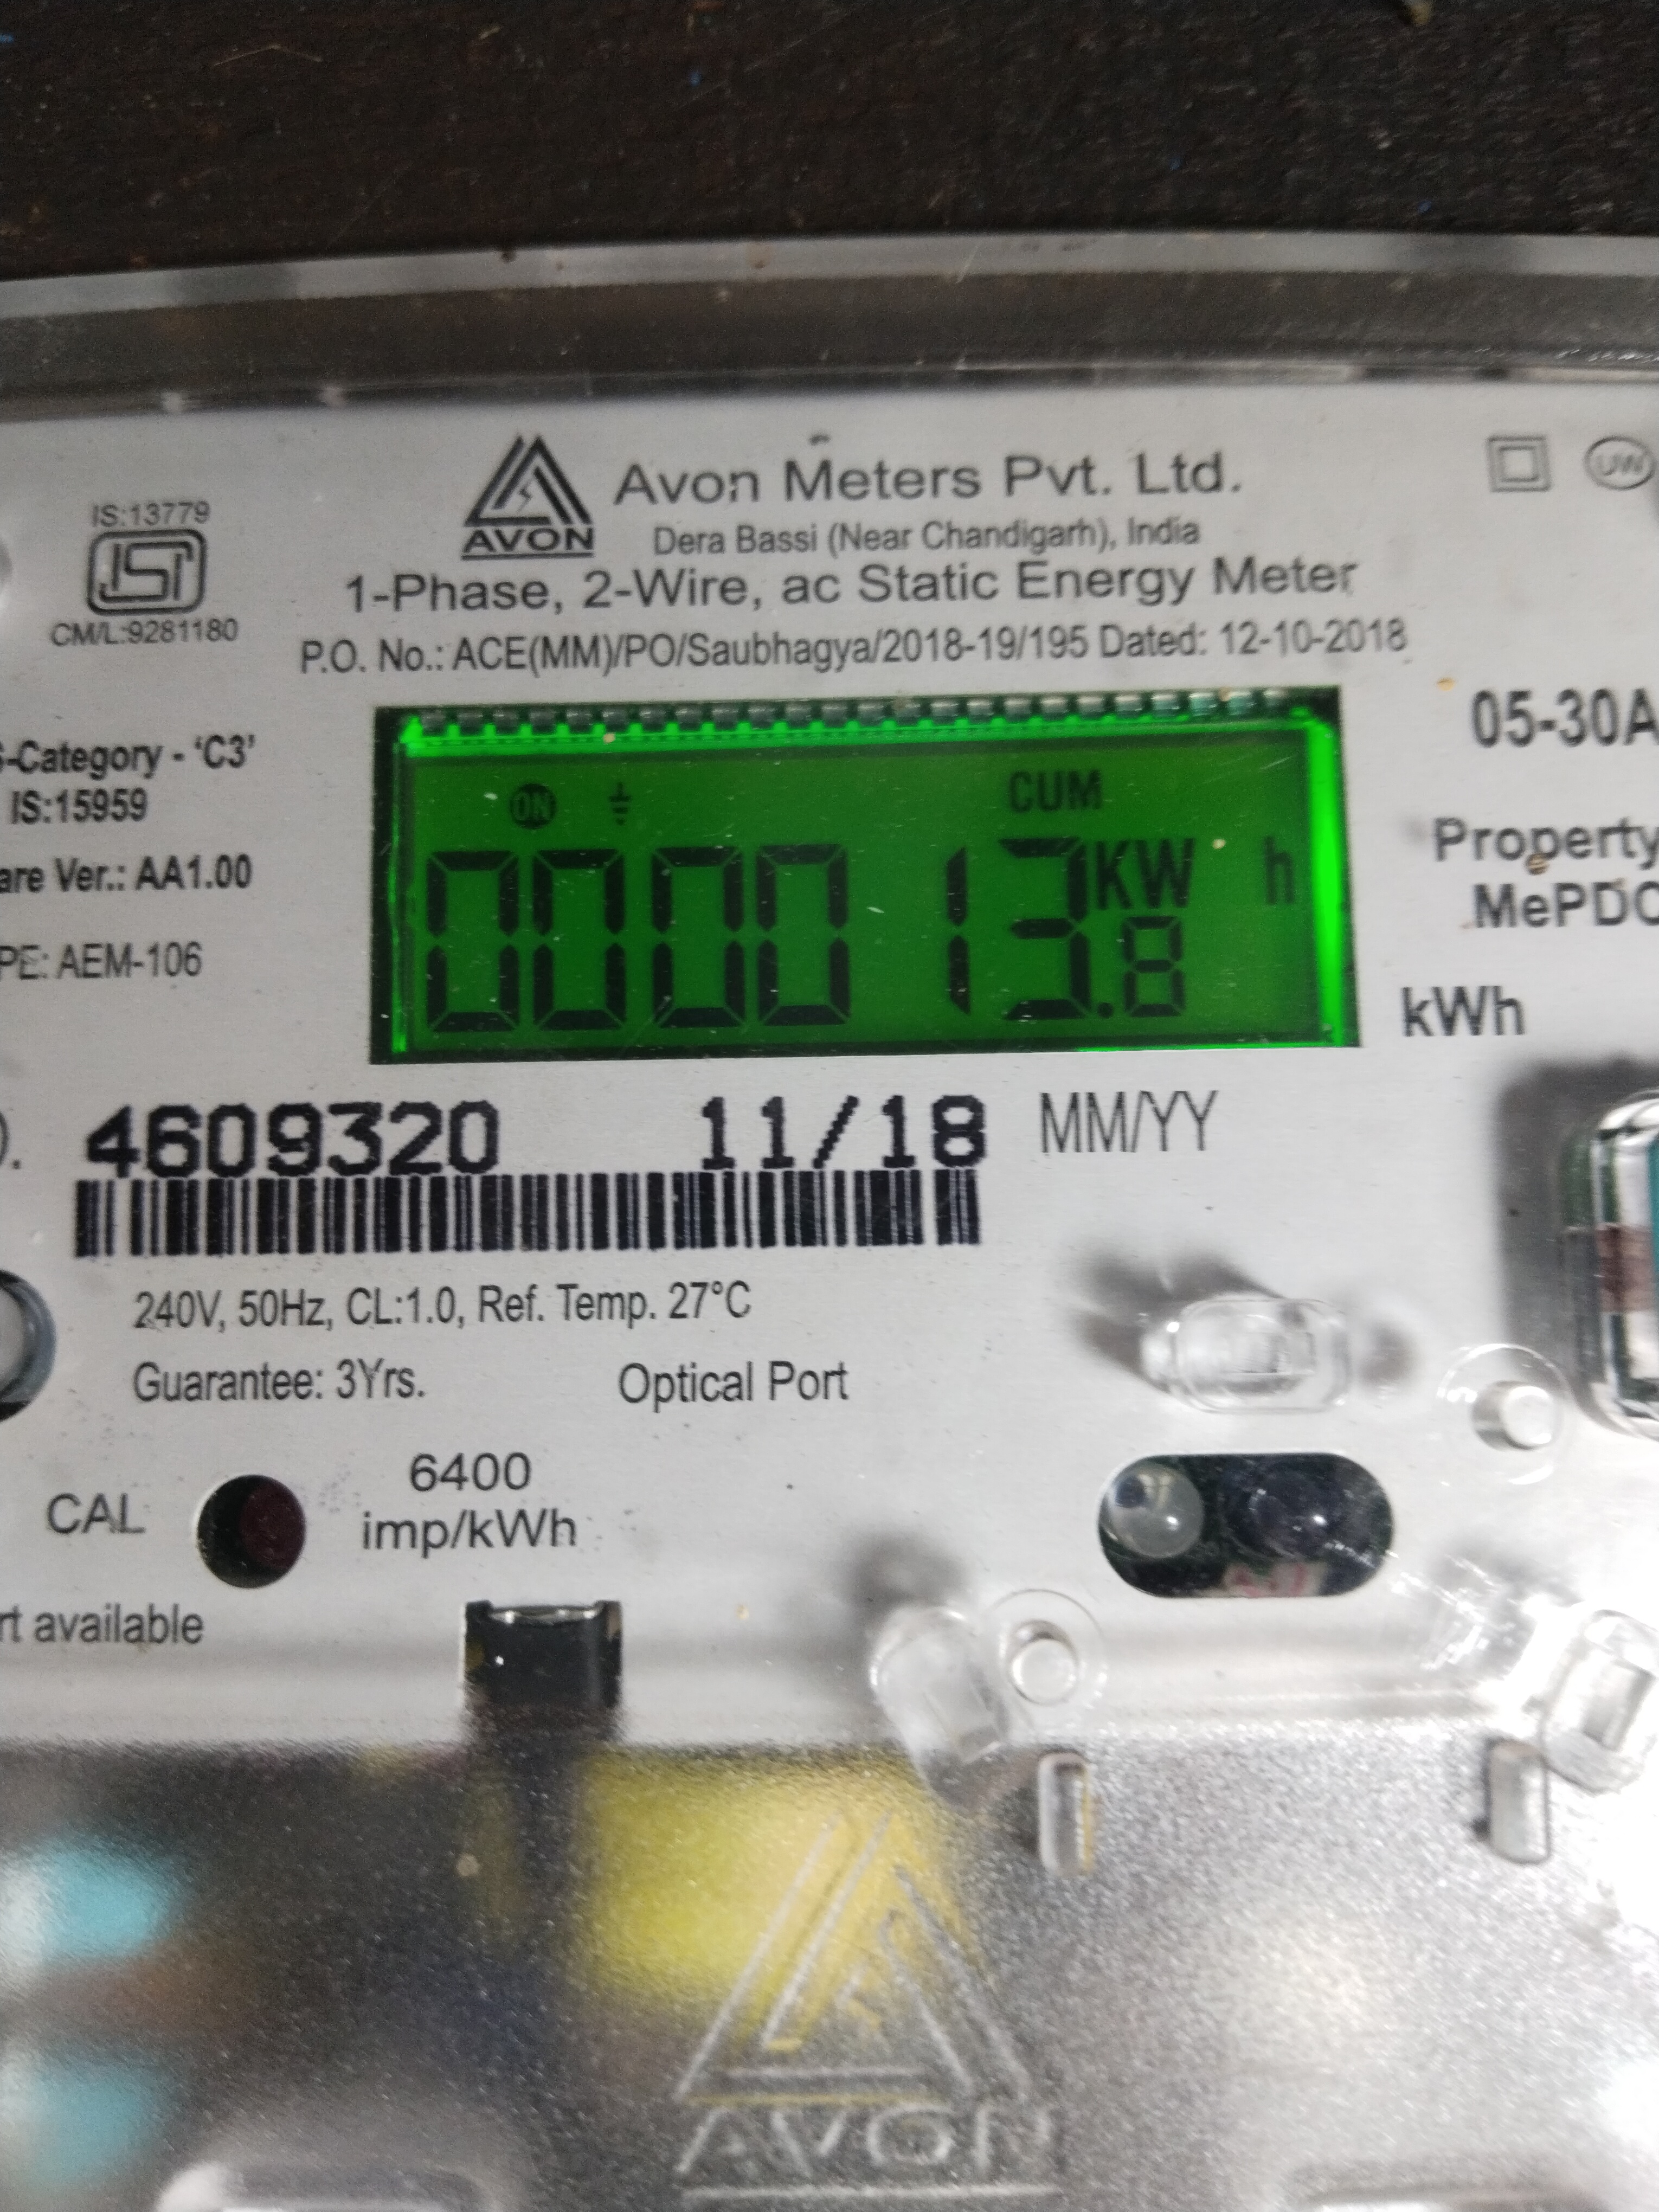 IS:13779
ISI
CM/L:9281180
AVON
Avon Meters Pvt. Ltd.
Dera Bassi (Near Chandigarh), India
1-Phase, 2-Wire, ac Static Energy Meter
P.O. No.: ACE(MM)/PO/Saubhagya/2018-19/195 Dated: 12-10-2018
UW
-Category - ‘C3’
IS:15959
are Ver.: AA1.00
PE: AEM-106
ON CUM
000013.8 KW h
05-30A
Property
MePDC
kWh
4609320 11/18 MM/YY
240V, 50Hz, CL:1.0, Ref. Temp. 27°C
Guarantee: 3Yrs. Optical Port
CAL 6400
imp/kWh
rt available
AVON